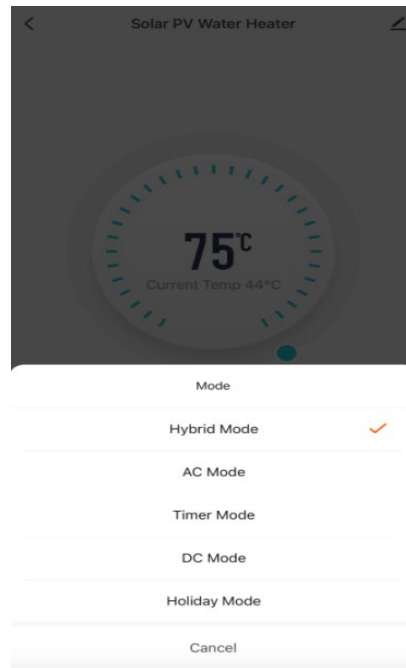 Solar PV Water Heater
75°C
Current Temp 44°C
Mode
Hybrid Mode
AC Mode
Timer Mode
DC Mode
Holiday Mode
Cancel